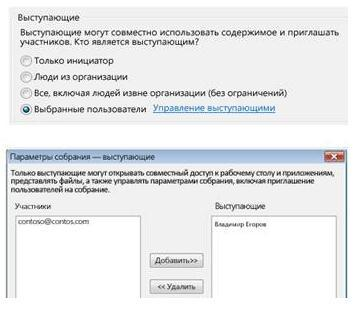 Выступающие
Выступающие могут совместно использовать содержимое и приглашать
участников. Кто является выступающим?
Только инициатор
Люди из организации
Все, включая людей извне организации (без ограничений)
Выбранные пользователи Управление выступающими
Параметры собрания — выступающие
Только выступающие могут открывать совместный доступ к рабочему столу и приложениям,
представлять файлы, а также управлять параметрами собрания, включая приглашение
пользователей на собрание.
Участники Выступающие
contoso@contos.com Владимир Егоров
Добавить>>
<< Удалить